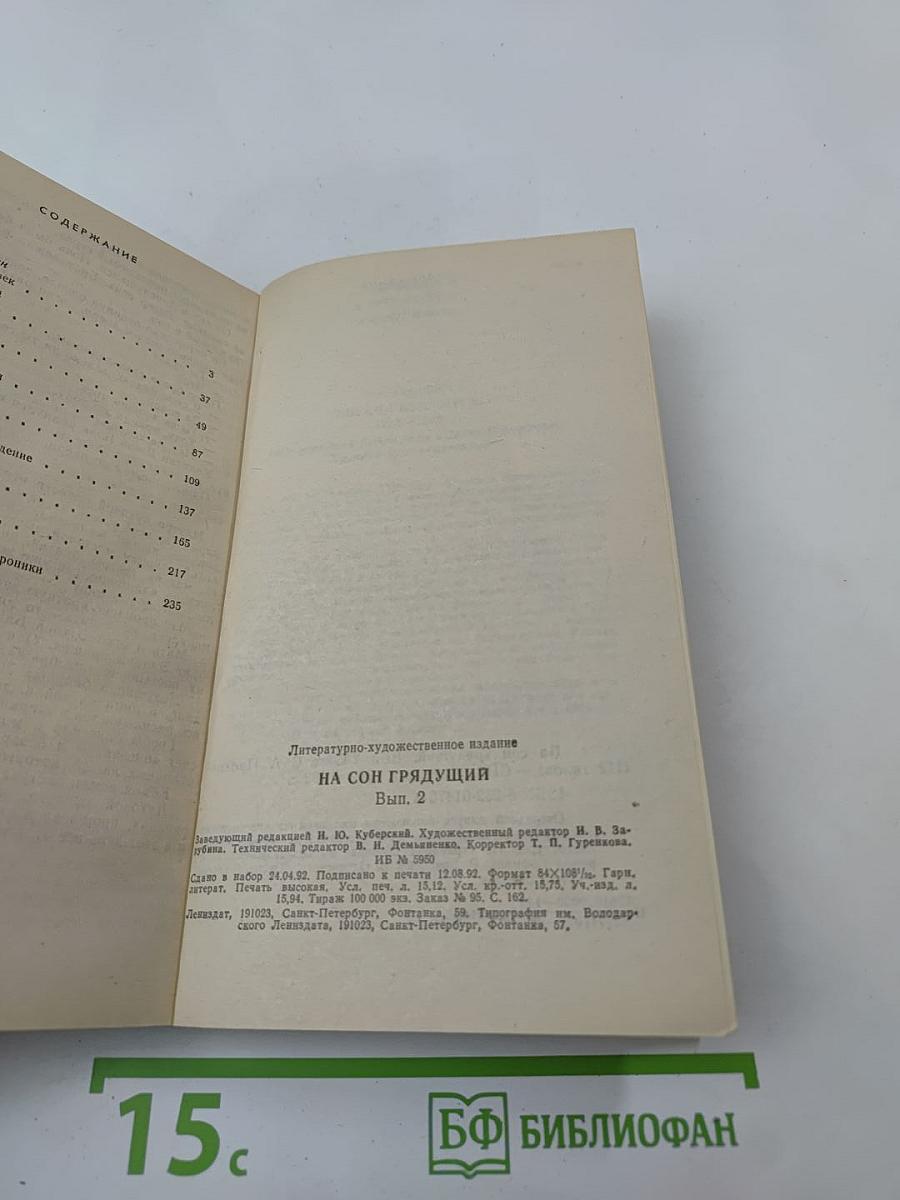 СОДЕРЖАНИЕ
3
37
49
87
109
дение
137
165
217
роники
235
Литературно-художественное издание
НА СОН ГРЯДУЩИЙ
Вып. 2
Заведующий редакцией И. Ю. Куберский. Художественный редактор И. В. За-
рубина. Технический редактор В. И. Демьяненко. Корректор Т. П. Гуренкова.
ИБ № 5950
Сдано в набор 24.04.92. Подписано к печати 12.08.92. Формат 84×108¹/₃₂. Гарн.
литерат. Печать высокая. Усл. печ. л. 15,12. Усл. кр.-отт. 15,75. Уч.-изд. л.
15,94. Тираж 100 000 экз. Заказ № 95. С. 162.
Лениздат, 191023, Санкт-Петербург, Фонтанка, 59. Типография им. Володар-
ского Лениздата, 191023, Санкт-Петербург, Фонтанка, 57.
15 с
БФ БИБЛИОФАН